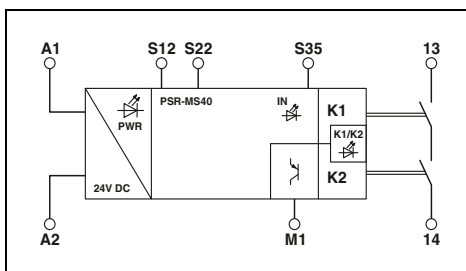 A1 S12 S22 S35 13
PSR-MS40 IN K1
PWR K1/K2
24V DC K2
A2 M1 14